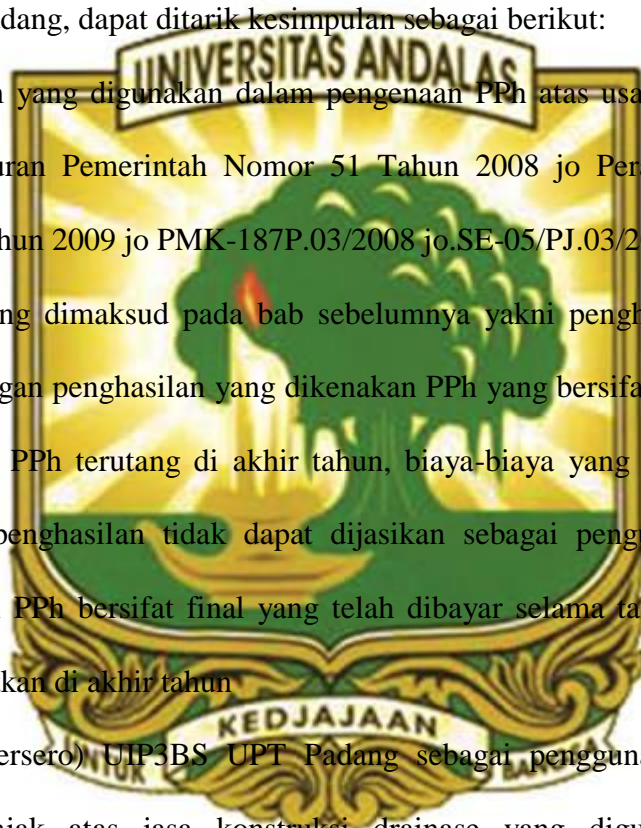 dang, dapat ditarik kesimpulan sebagai berikut:
UNIVERSITAS ANDALAS
yang digunakan dalam pengenaan PPh atas usa
uran Pemerintah Nomor 51 Tahun 2008 jo Per
hun 2009 jo PMK-187P.03/2008 jo.SE-05/PJ.03/2
ng dimaksud pada bab sebelumnya yakni pengh
gan penghasilan yang dikenakan PPh yang bersifa
PPh terutang di akhir tahun, biaya-biaya yang
penghasilan tidak dapat dijasikan sebagai peng
PPh bersifat final yang telah dibayar selama ta
kan di akhir tahun
KEDJAJAAN
UNTUK BANGSA
ersero) UIP3BS UPT Padang sebagai pengguna
ajak atas jasa konstruksi drainase yang digu